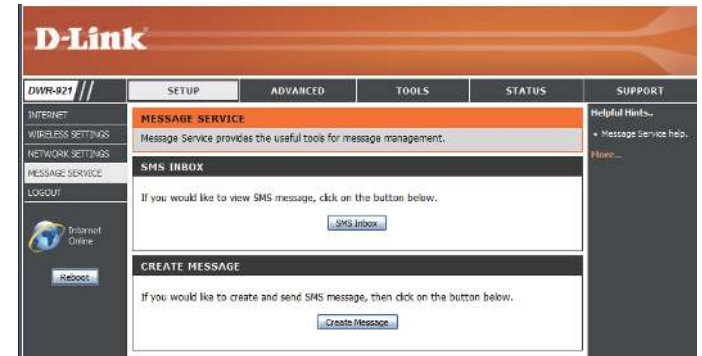 D-Link
DWR-921 // SETUP ADVANCED TOOLS STATUS SUPPORT
INTERNET
WIRELESS SETTINGS
NETWORK SETTINGS
MESSAGE SERVICE
LOGOUT
Internet
Online
Reboot
MESSAGE SERVICE
Message Service provides the useful tools for message management.
SMS INBOX
If you would like to view SMS message, click on the button below.
SMS Inbox
CREATE MESSAGE
If you would like to create and send SMS message, then click on the button below.
Create Message
Helpful Hints..
• Message Service help.
More...